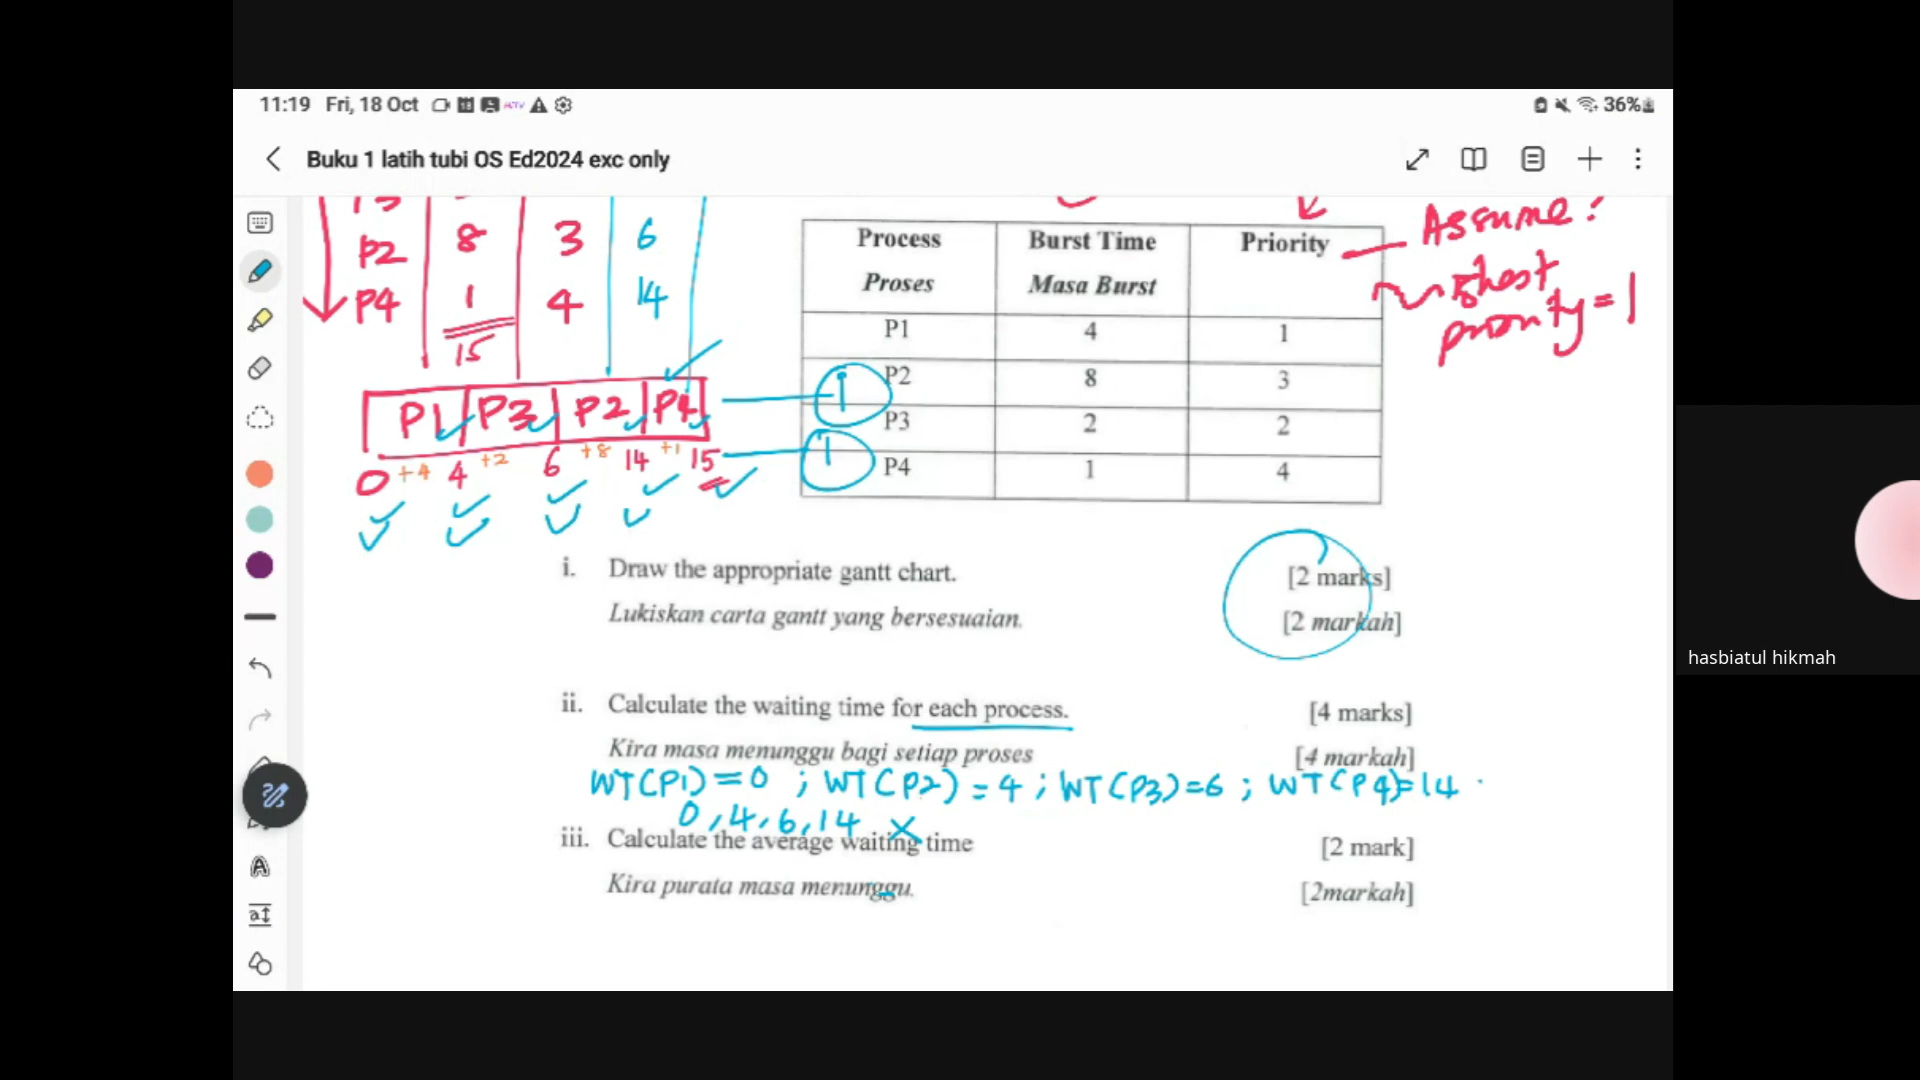 11:19 Fri, 18 Oct 36%
Buku 1 latih tubi OS Ed2024 exc only
P2 8 3 6
P4 1 4 14
15
P1 P3 P2 P4
0 +4 4 +2 6 +8 14 +1 15
1
1
Assume?
priority = 1
Process Burst Time Priority
Proses Masa Burst
P1 4 1
P2 8 3
P3 2 2
P4 1 4
i. Draw the appropriate gantt chart. [2 marks]
Lukiskan carta gantt yang bersesuaian. [2 markah]
ii. Calculate the waiting time for each process. [4 marks]
Kira masa menunggu bagi setiap proses [4 markah]
WT(P1) = 0 ; WT(P2) = 4 ; WT(P3) = 6 ; WT(P4) = 14
0, 4, 6, 14 X
iii. Calculate the average waiting time [2 mark]
Kira purata masa menunggu. [2markah]
hasbiatul hikmah